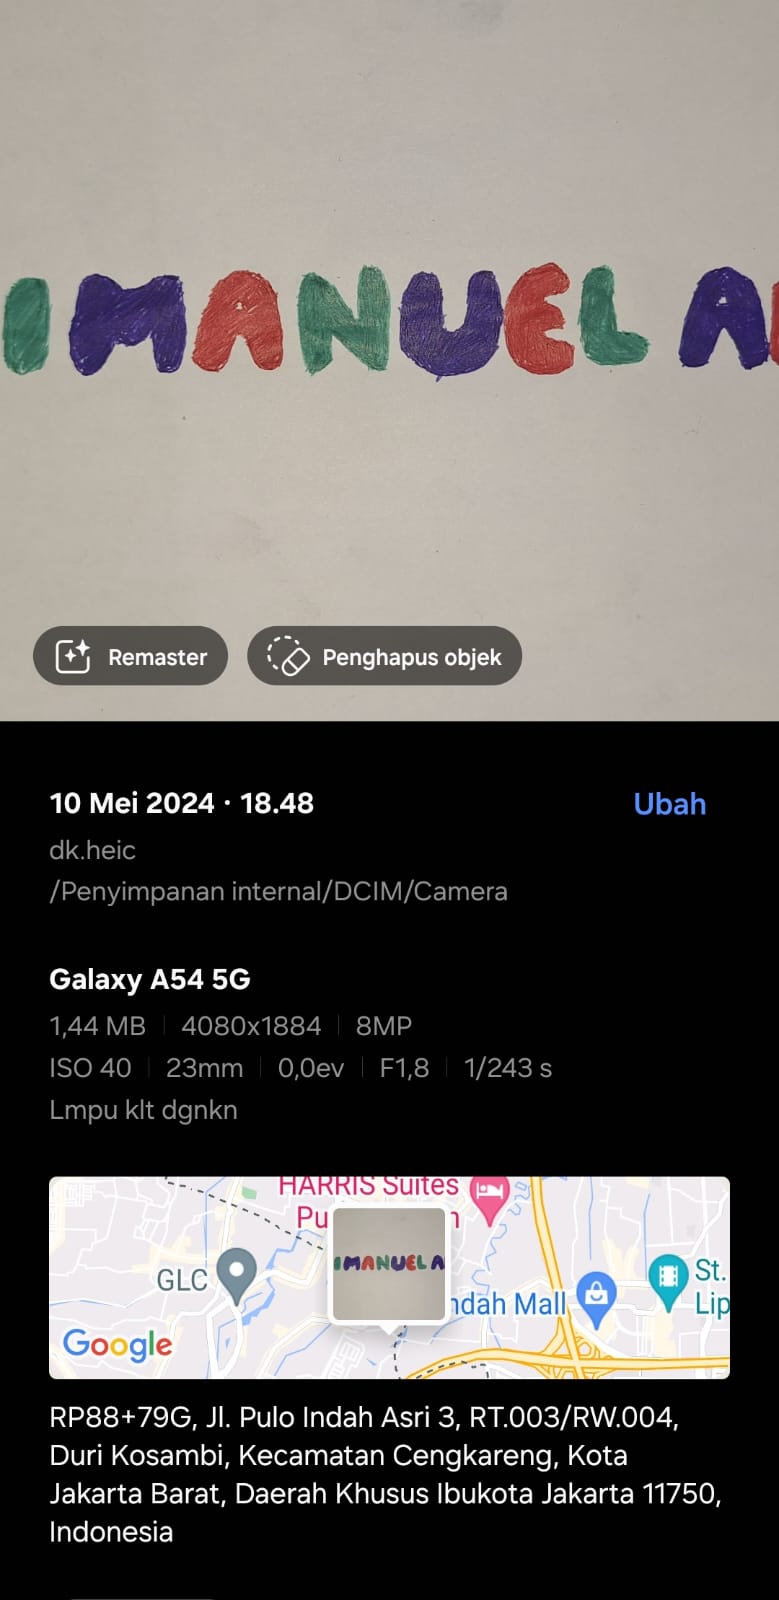 IMANUEL A
Remaster
Penghapus objek
10 Mei 2024 · 18.48
Ubah
dk.heic
/Penyimpanan internal/DCIM/Camera
Galaxy A54 5G
1,44 MB | 4080x1884 | 8MP
ISO 40 | 23mm | 0,0ev | F1,8 | 1/243 s
Lmpu klt dgnkn
HARRIS Suites
Pu
GLC
IMANUEL A
ndah Mall
St.
Lip
Google
RP88+79G, Jl. Pulo Indah Asri 3, RT.003/RW.004,
Duri Kosambi, Kecamatan Cengkareng, Kota
Jakarta Barat, Daerah Khusus Ibukota Jakarta 11750,
Indonesia